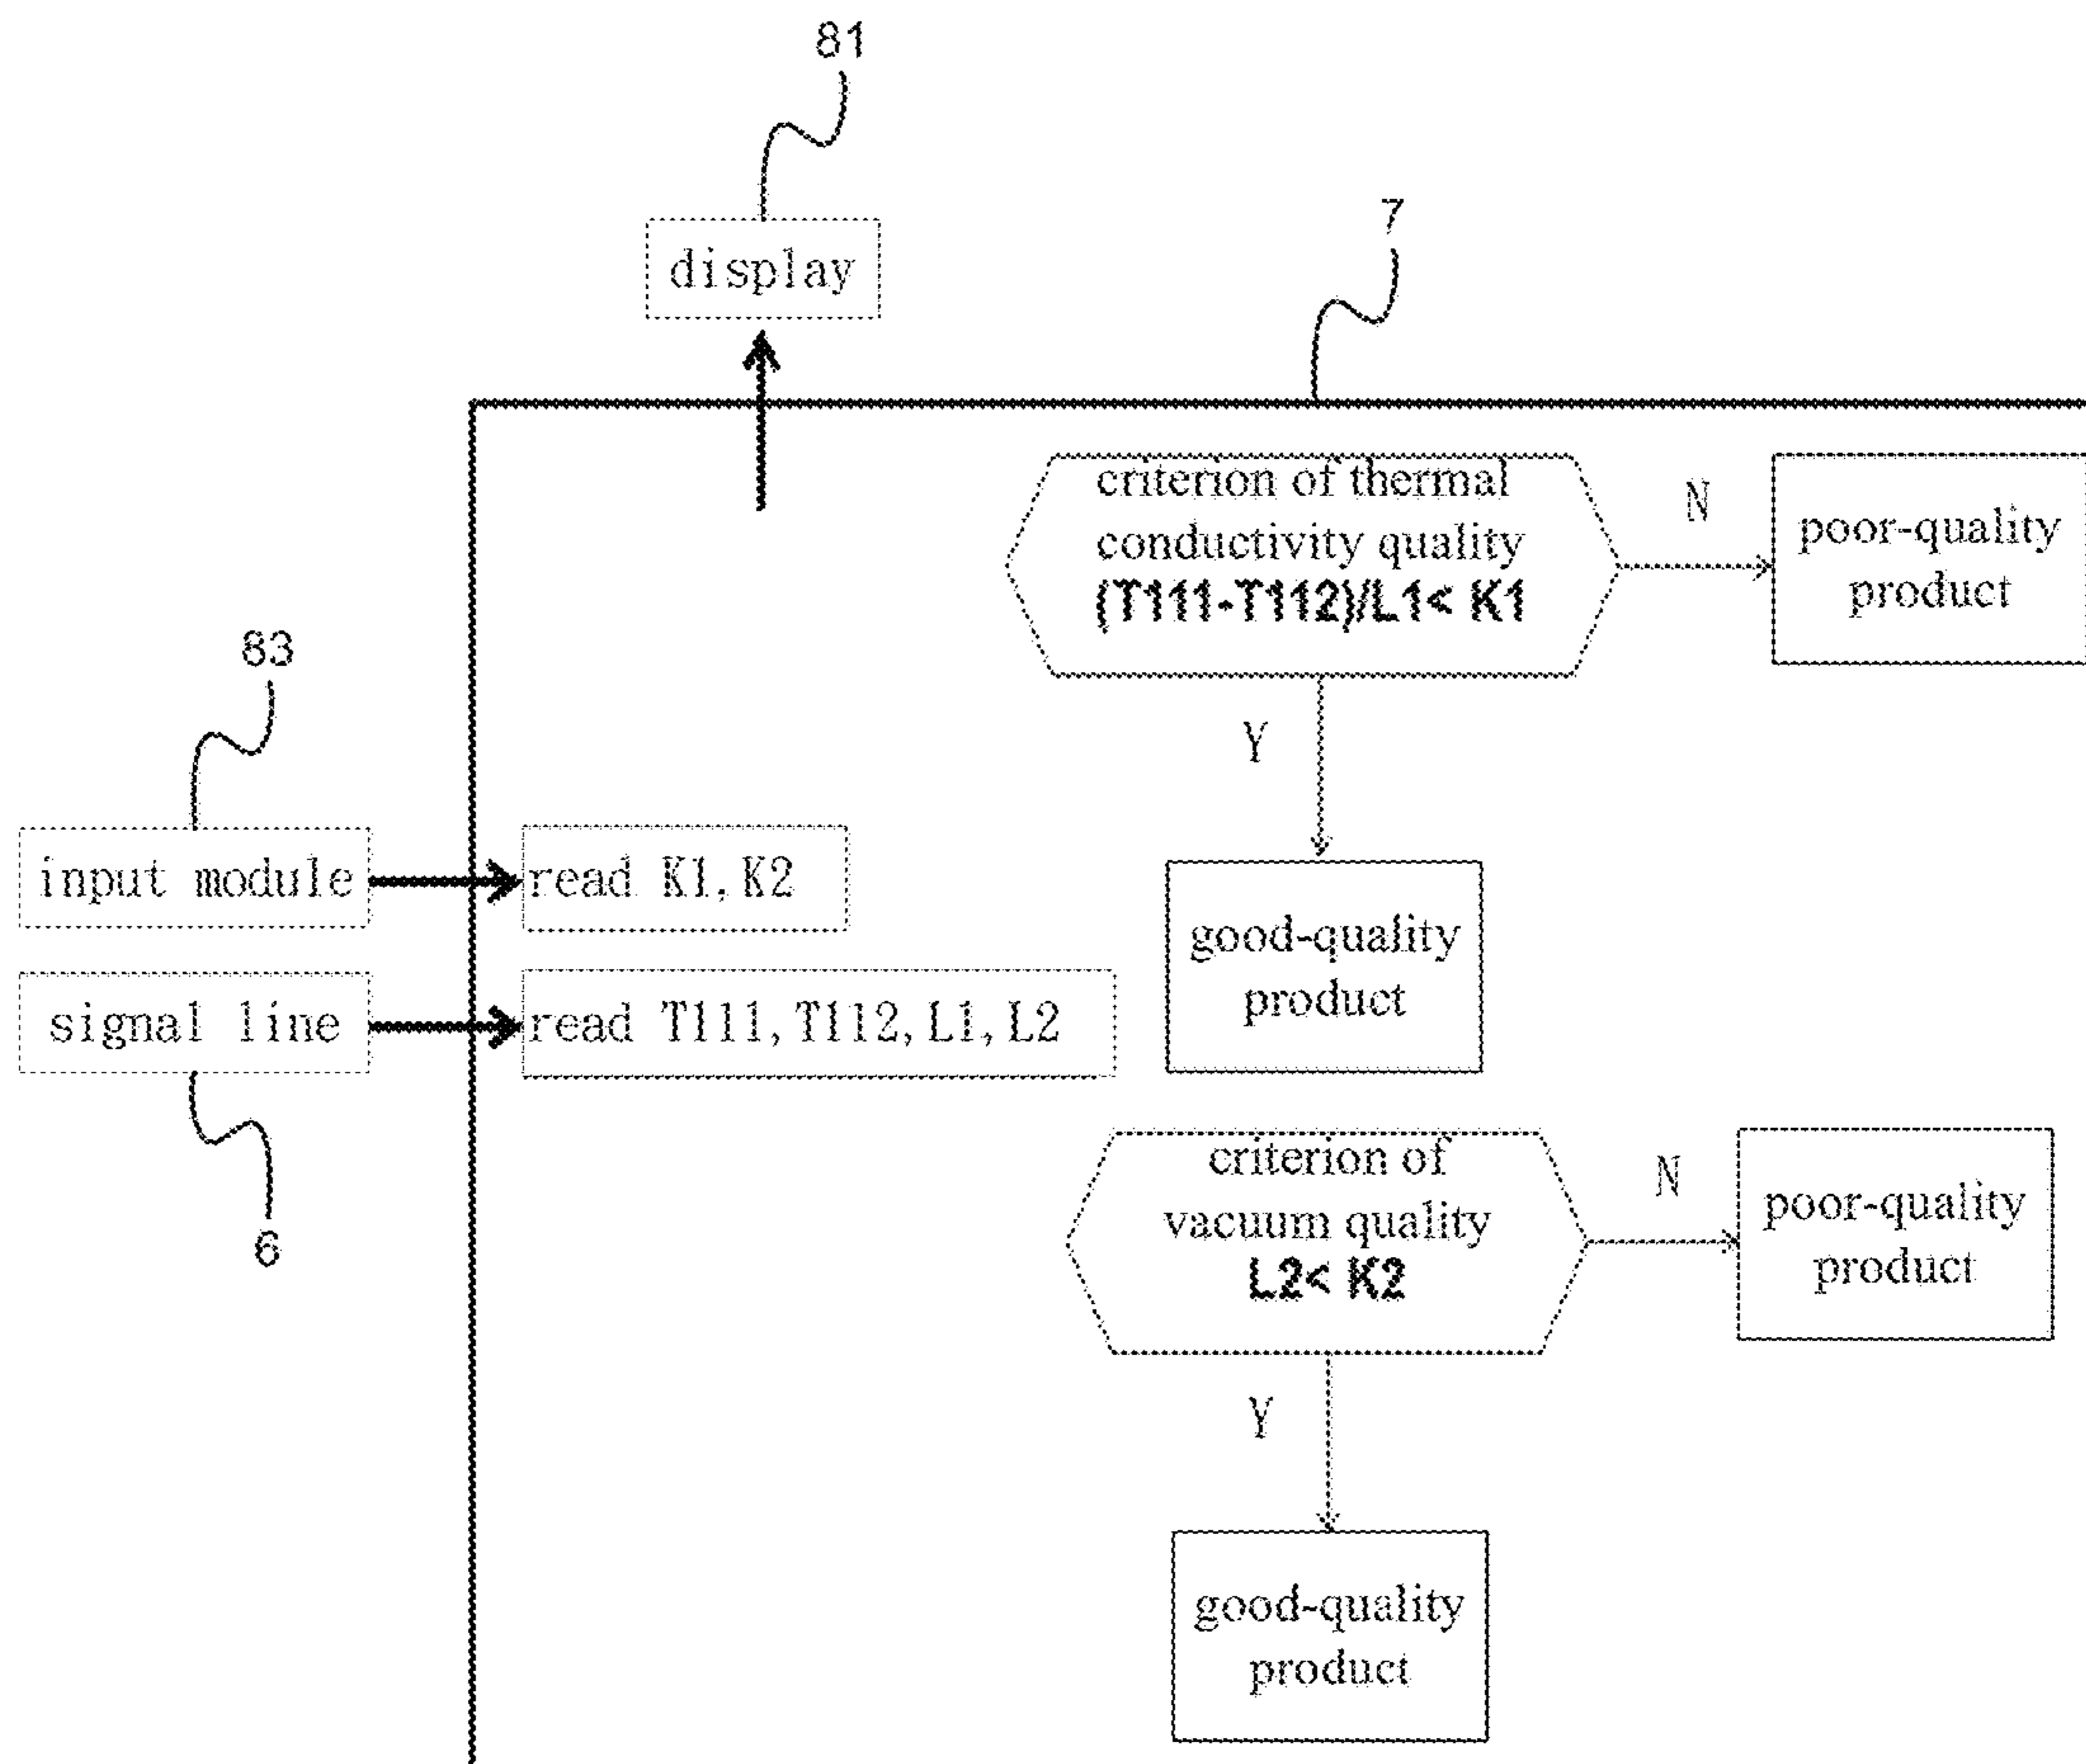 81
display
7
criterion of thermal
conductivity quality
(T111-T112)/L1< K1
N
poor-quality
product
83
Y
input module
read K1, K2
good-quality
product
signal line
read T111, T112, L1, L2
6
criterion of
vacuum quality
L2< K2
N
poor-quality
product
Y
good-quality
product